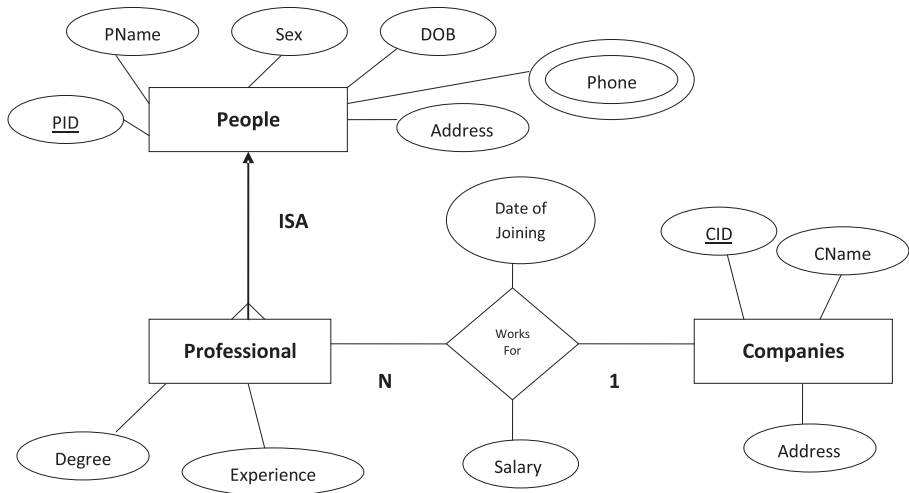 PName
Sex
DOB
Phone
PID
People
Address
ISA
Date of
Joining
CID
CName
Professional
Works
For
Companies
N
1
Degree
Experience
Salary
Address